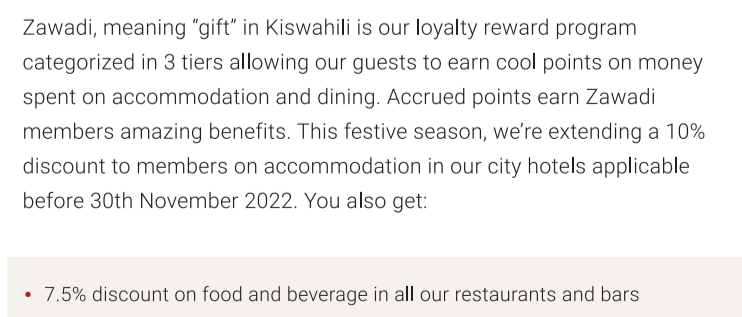 Zawadi, meaning “gift” in Kiswahili is our loyalty reward program
categorized in 3 tiers allowing our guests to earn cool points on money
spent on accommodation and dining. Accrued points earn Zawadi
members amazing benefits. This festive season, we’re extending a 10%
discount to members on accommodation in our city hotels applicable
before 30th November 2022. You also get:
• 7.5% discount on food and beverage in all our restaurants and bars